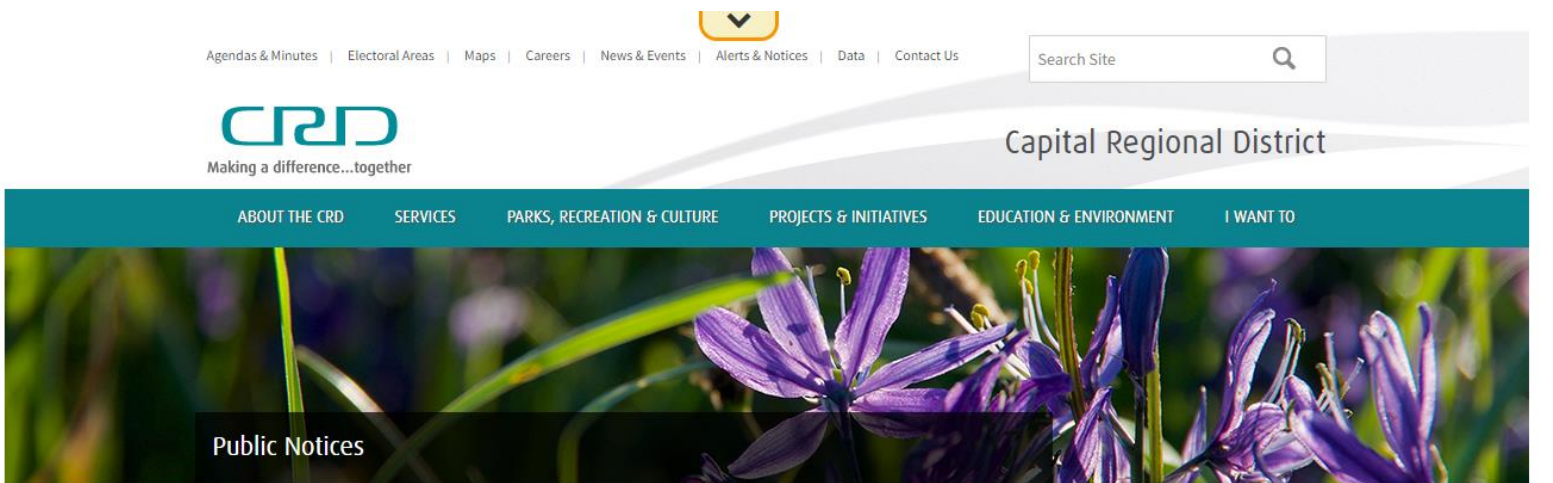 Agendas & Minutes | Electoral Areas | Maps | Careers | News & Events | Alerts & Notices | Data | Contact Us
Search Site
CRD
Making a difference...together
Capital Regional District
ABOUT THE CRD SERVICES PARKS, RECREATION & CULTURE PROJECTS & INITIATIVES EDUCATION & ENVIRONMENT I WANT TO
Public Notices